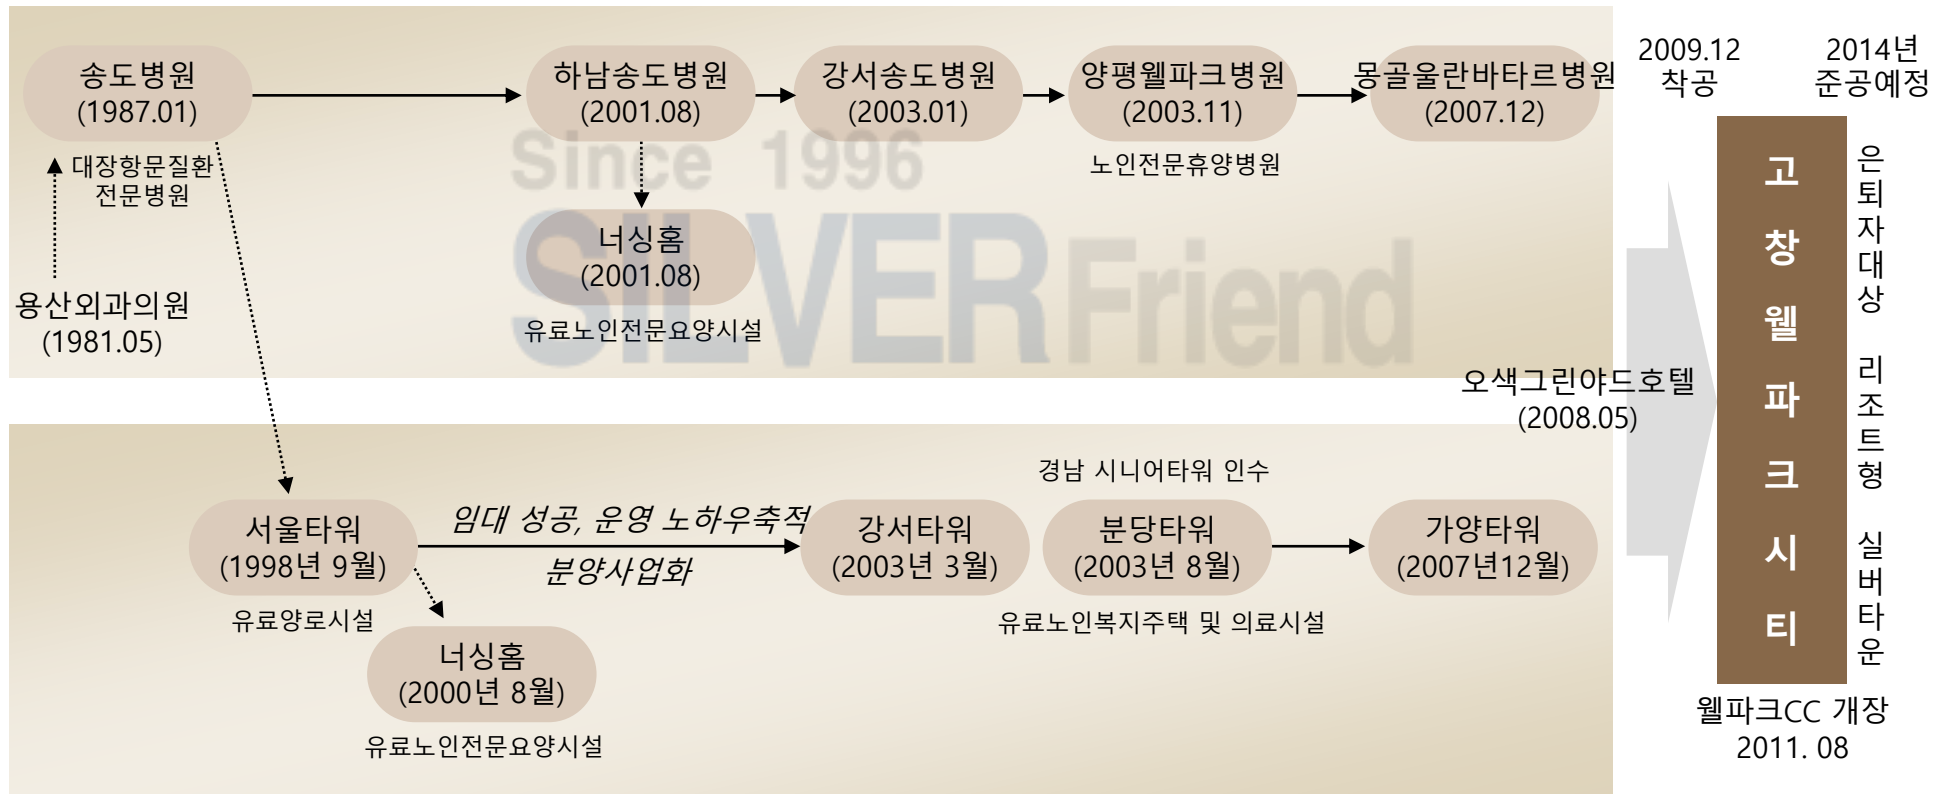 송도병원
(1987.01)
대장항문질환
전문병원
용산외과의원
(1981.05)
하남송도병원
(2001.08)
강서송도병원
(2003.01)
양평웰파크병원
(2003.11)
노인전문휴양병원
몽골울란바타르병원
(2007.12)
Since 1996
SILVER Friend
너싱홈
(2001.08)
유료노인전문요양시설
오색그린야드호텔
(2008.05)
서울타워
(1998년 9월)
유료양로시설
임대 성공, 운영 노하우축적
분양사업화
너싱홈
(2000년 8월)
유료노인전문요양시설
강서타워
(2003년 3월)
경남 시니어타워 인수
분당타워
(2003년 8월)
유료노인복지주택 및 의료시설
가양타워
(2007년12월)
2009.12
착공
2014년
준공예정
고창웰파크시티
은퇴자대상 리조트형 실버타운
웰파크CC 개장
2011. 08